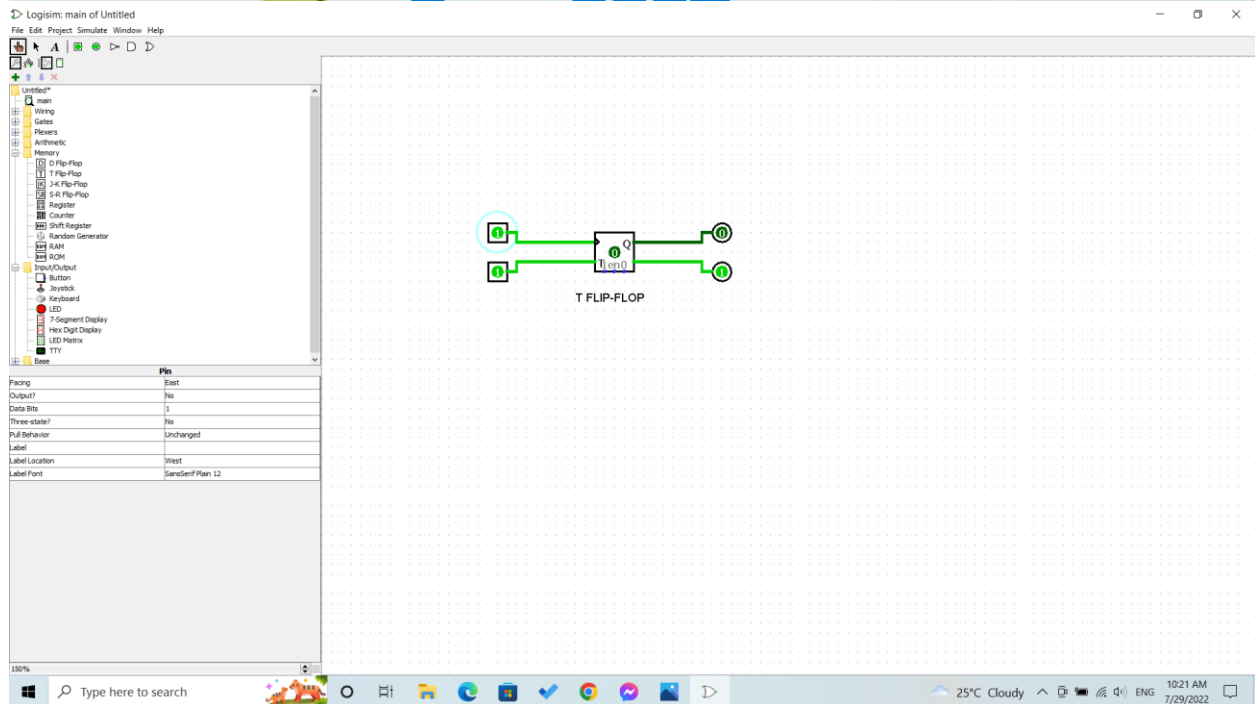 Logisim: main of Untitled
File Edit Project Simulate Window Help
A
Untitled*
main
Wiring
Gates
Plexers
Arithmetic
Memory
D Flip-Flop
T Flip-Flop
J-K Flip-Flop
S-R Flip-Flop
Register
Counter
Shift Register
Random Generator
RAM
ROM
Input/Output
Button
Joystick
Keyboard
LED
7-Segment Display
Hex Digit Display
LED Matrix
TTY
Base
Pin
Facing East
Output? No
Data Bits 1
Three-state? No
Pull Behavior Unchanged
Label
Label Location West
Label Font SansSerif Plain 12
150%
1 Q 0
0
1 T 1 en 0 1
T FLIP-FLOP
Type here to search
25°C Cloudy ENG 10:21 AM
7/29/2022